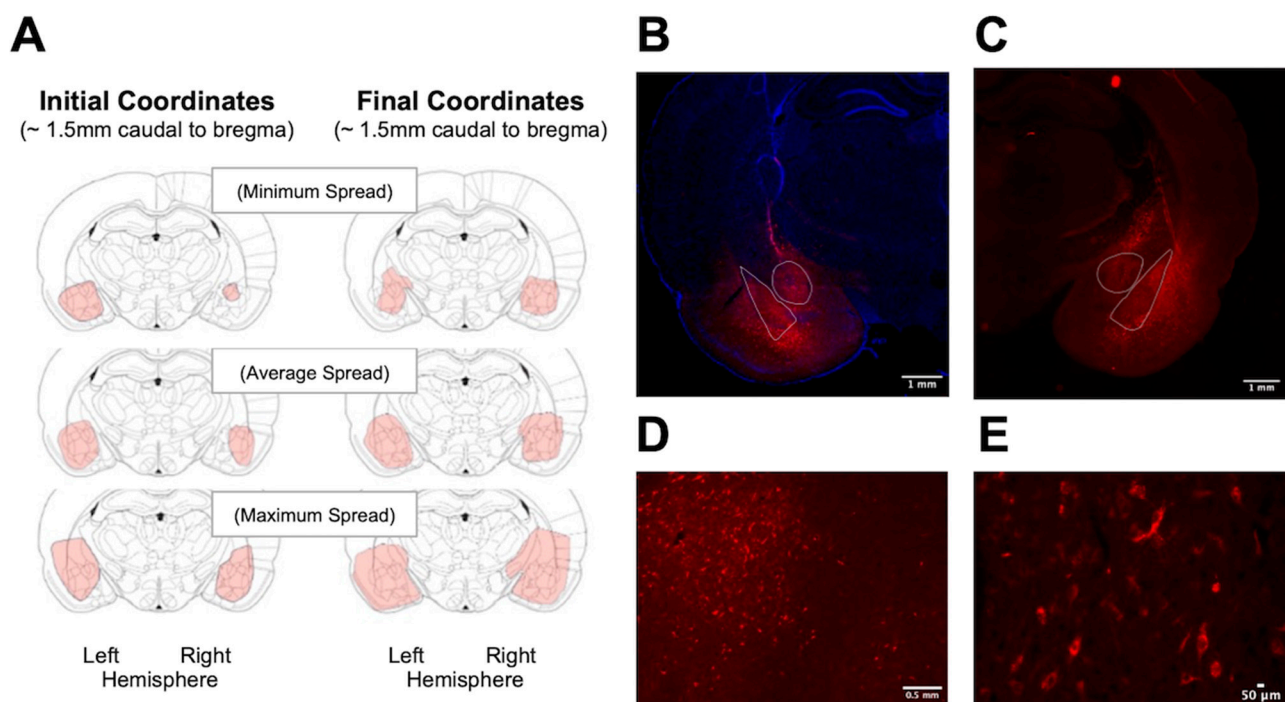 A
Initial Coordinates
(~ 1.5mm caudal to bregma)
Final Coordinates
(~ 1.5mm caudal to bregma)
(Minimum Spread)
(Average Spread)
(Maximum Spread)
Left Right
Hemisphere
Left Right
Hemisphere
B
1 mm
C
1 mm
D
0.5 mm
E
50 µm